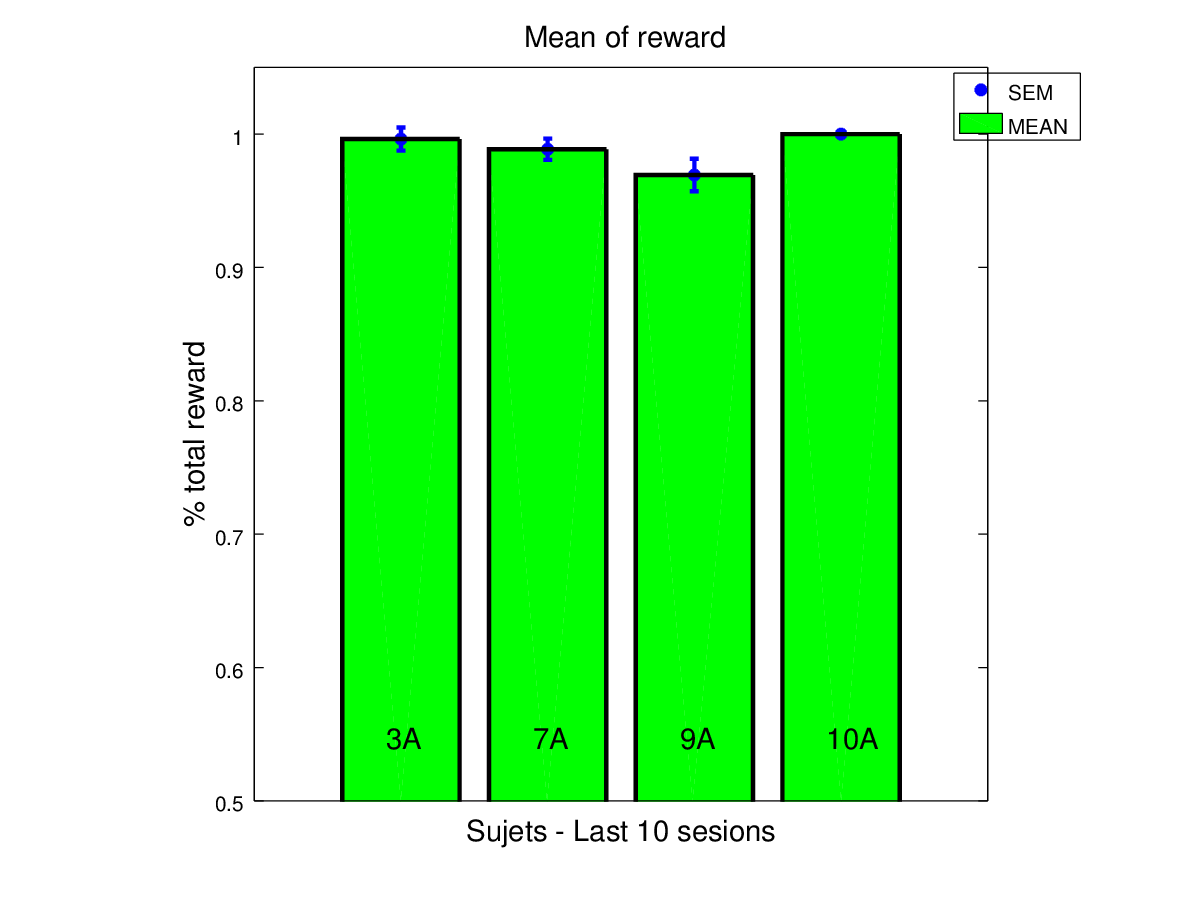 Mean of reward
SEM
MEAN
1
0.9
0.8
0.7
0.6
0.5
% total reward
3A
7A
9A
10A
Sujets - Last 10 sesions